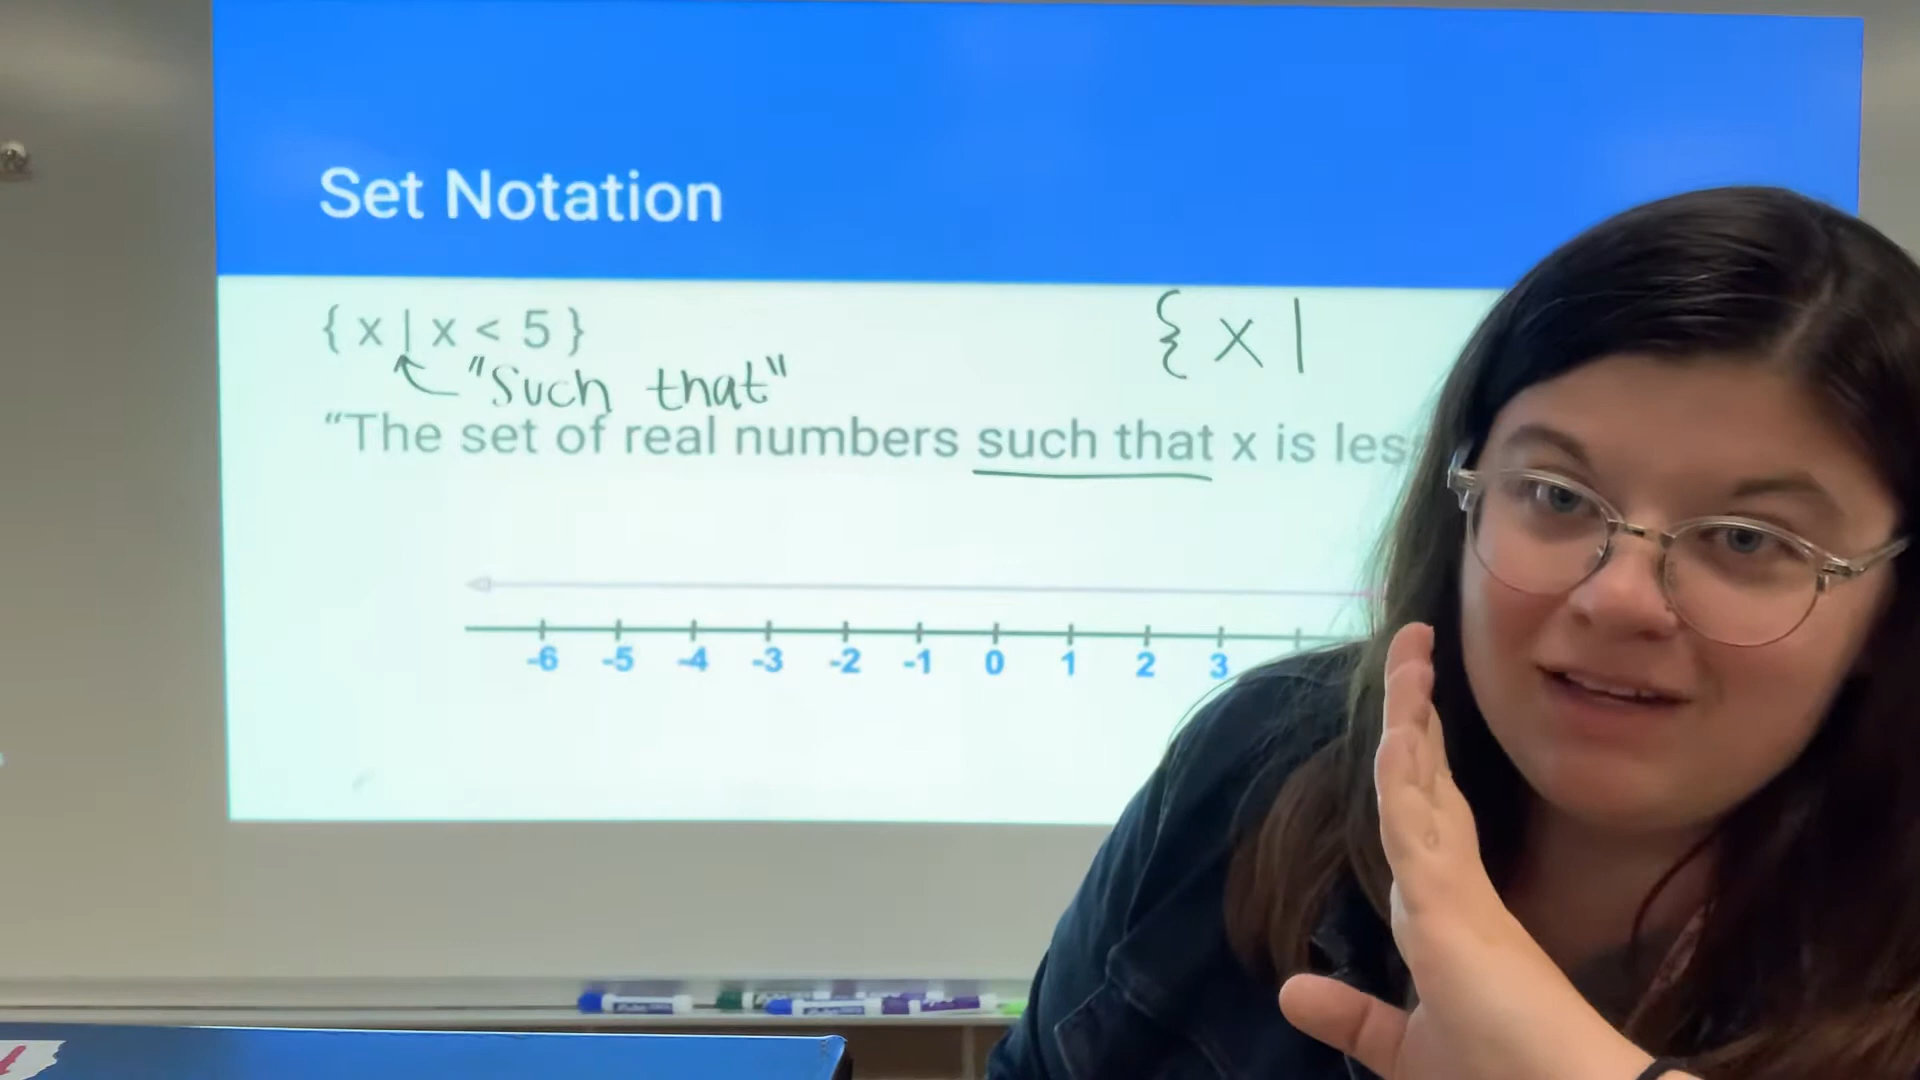 Set Notation
{ x | x < 5 }
{ x |
"Such that"
“The set of real numbers such that x is les
-6 -5 -4 -3 -2 -1 0 1 2 3